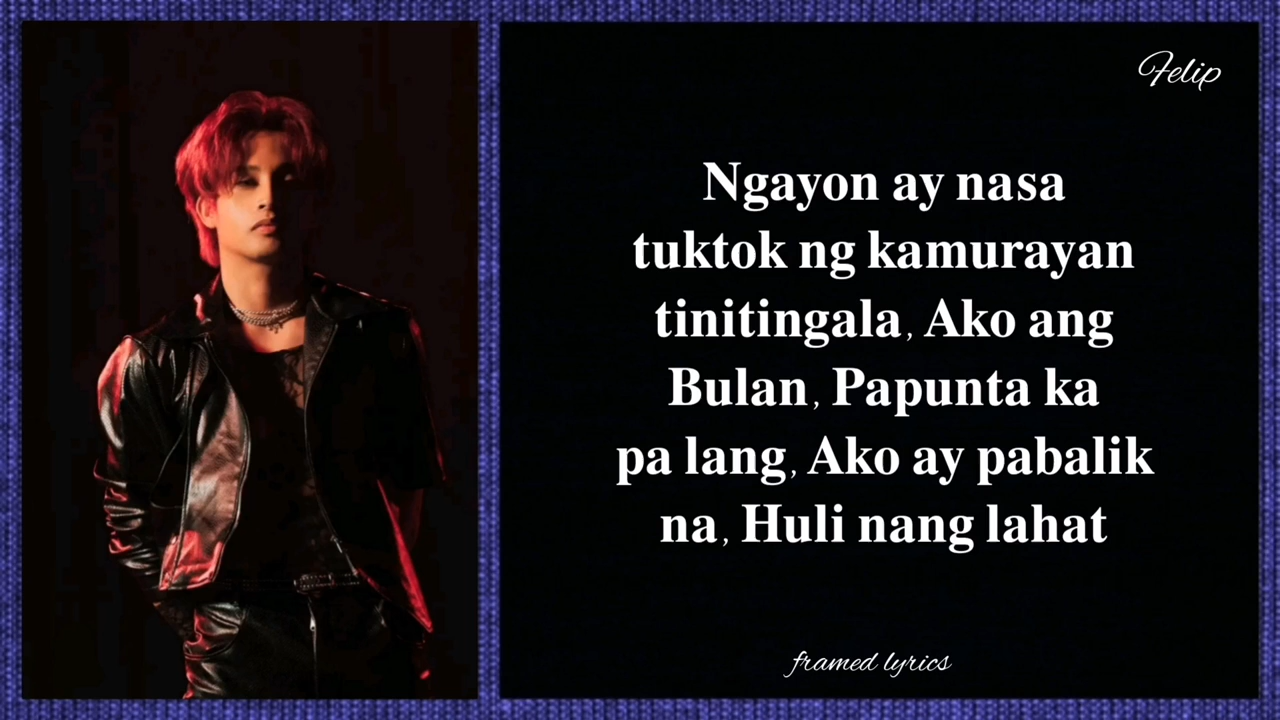 Felip
Ngayon ay nasa
tuktok ng kamurayan
tinitingala, Ako ang
Bulan, Papunta ka
pa lang, Ako ay pabalik
na, Huli nang lahat
framed lyrics